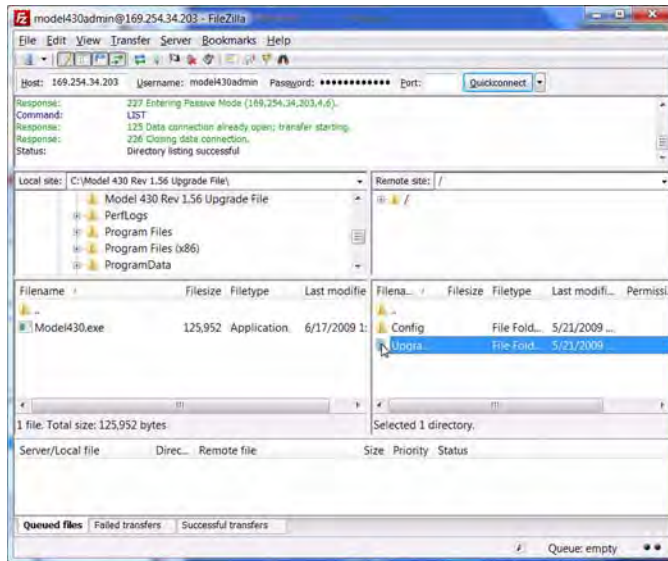 model430admin@169.254.34.203 - FileZilla
File Edit View Transfer Server Bookmarks Help
Host: 169.254.34.203 Username: model430admin Password: •••••••••••• Port: Quickconnect
Response: 227 Entering Passive Mode (169,254,34,203,4,6).
Command: LIST
Response: 125 Data connection already open; transfer starting.
Response: 226 Closing data connection.
Status: Directory listing successful
Local site: C:\Model 430 Rev 1.56 Upgrade File\ Remote site: /
Model 430 Rev 1.56 Upgrade File /
PerfLogs
Program Files
Program Files (x86)
ProgramData
Filename Filesize Filetype Last modifie Filena... Filesize Filetype Last modifi... Permissi
.. ..
Model430.exe 125,952 Application 6/17/2009 1: Config File Fold... 5/21/2009 ...
Upgra... File Fold... 5/21/2009 ...
1 file. Total size: 125,952 bytes Selected 1 directory.
Server/Local file Direc... Remote file Size Priority Status
Queued files Failed transfers Successful transfers
Queue: empty